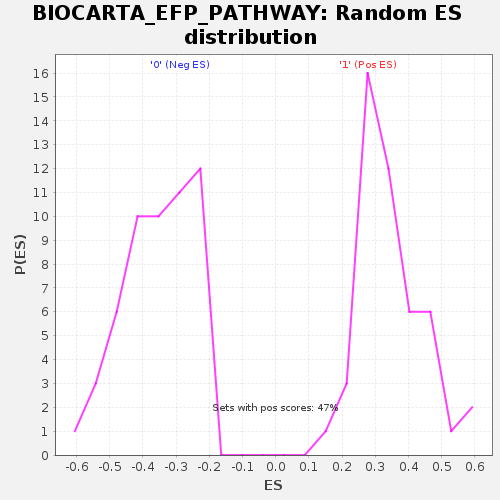 BIOCARTA_EFP_PATHWAY: Random ES
distribution
'0' (Neg ES) '1' (Pos ES)
16
15
14
13
12
11
10
9
8
7
6
5
4
3
2
1
0
P(ES)
Sets with pos scores: 47%
-0.6 -0.5 -0.4 -0.3 -0.2 -0.1 0.0 0.1 0.2 0.3 0.4 0.5 0.6
ES